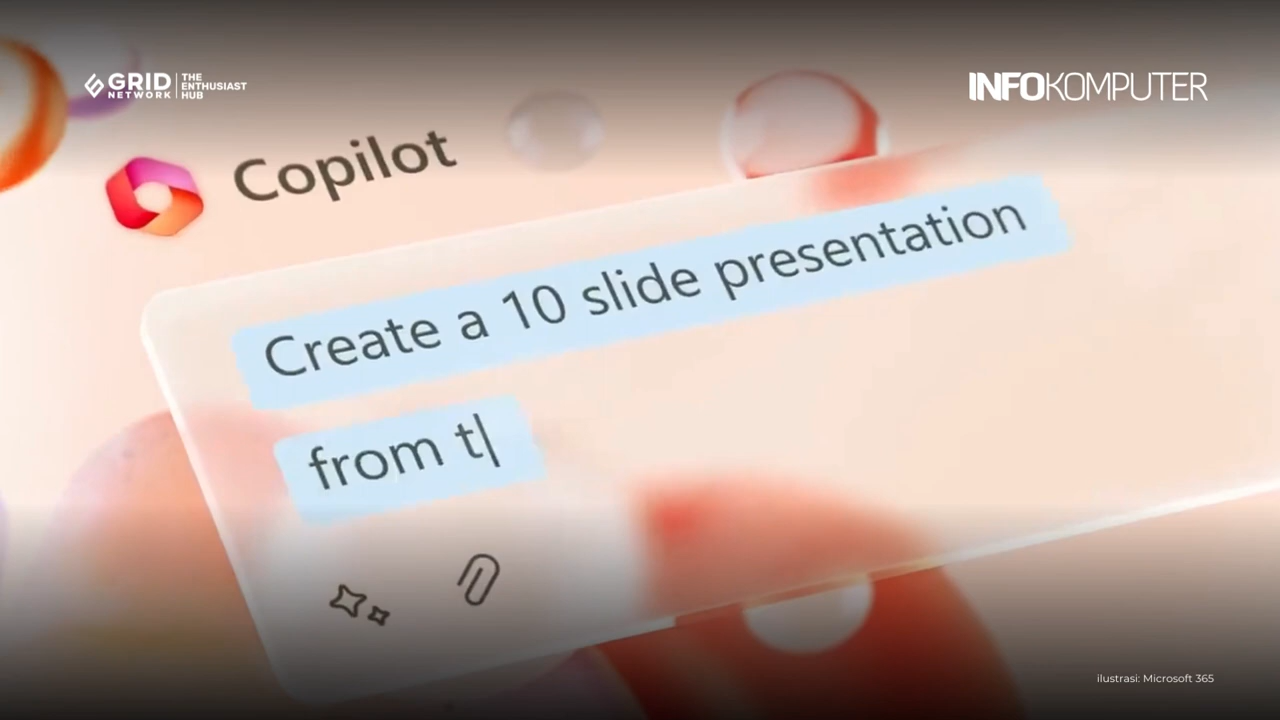 GRID
NETWORK
THE
ENTHUSIAST
HUB
INFOKOMPUTER
Copilot
Create a 10 slide presentation
from t
ilustrasi: Microsoft 365